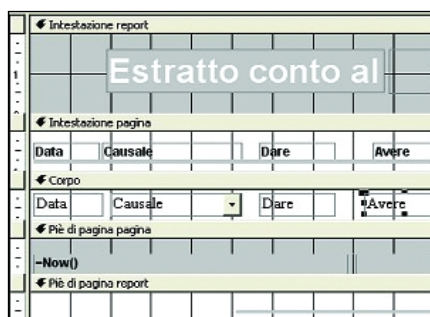 Intestazione report
1
Estratto conto al
Intestazione pagina
Data Causale Dare Avere
Corpo
Data Causale Dare Avere
Piè di pagina pagina
=Now()
Piè di pagina report